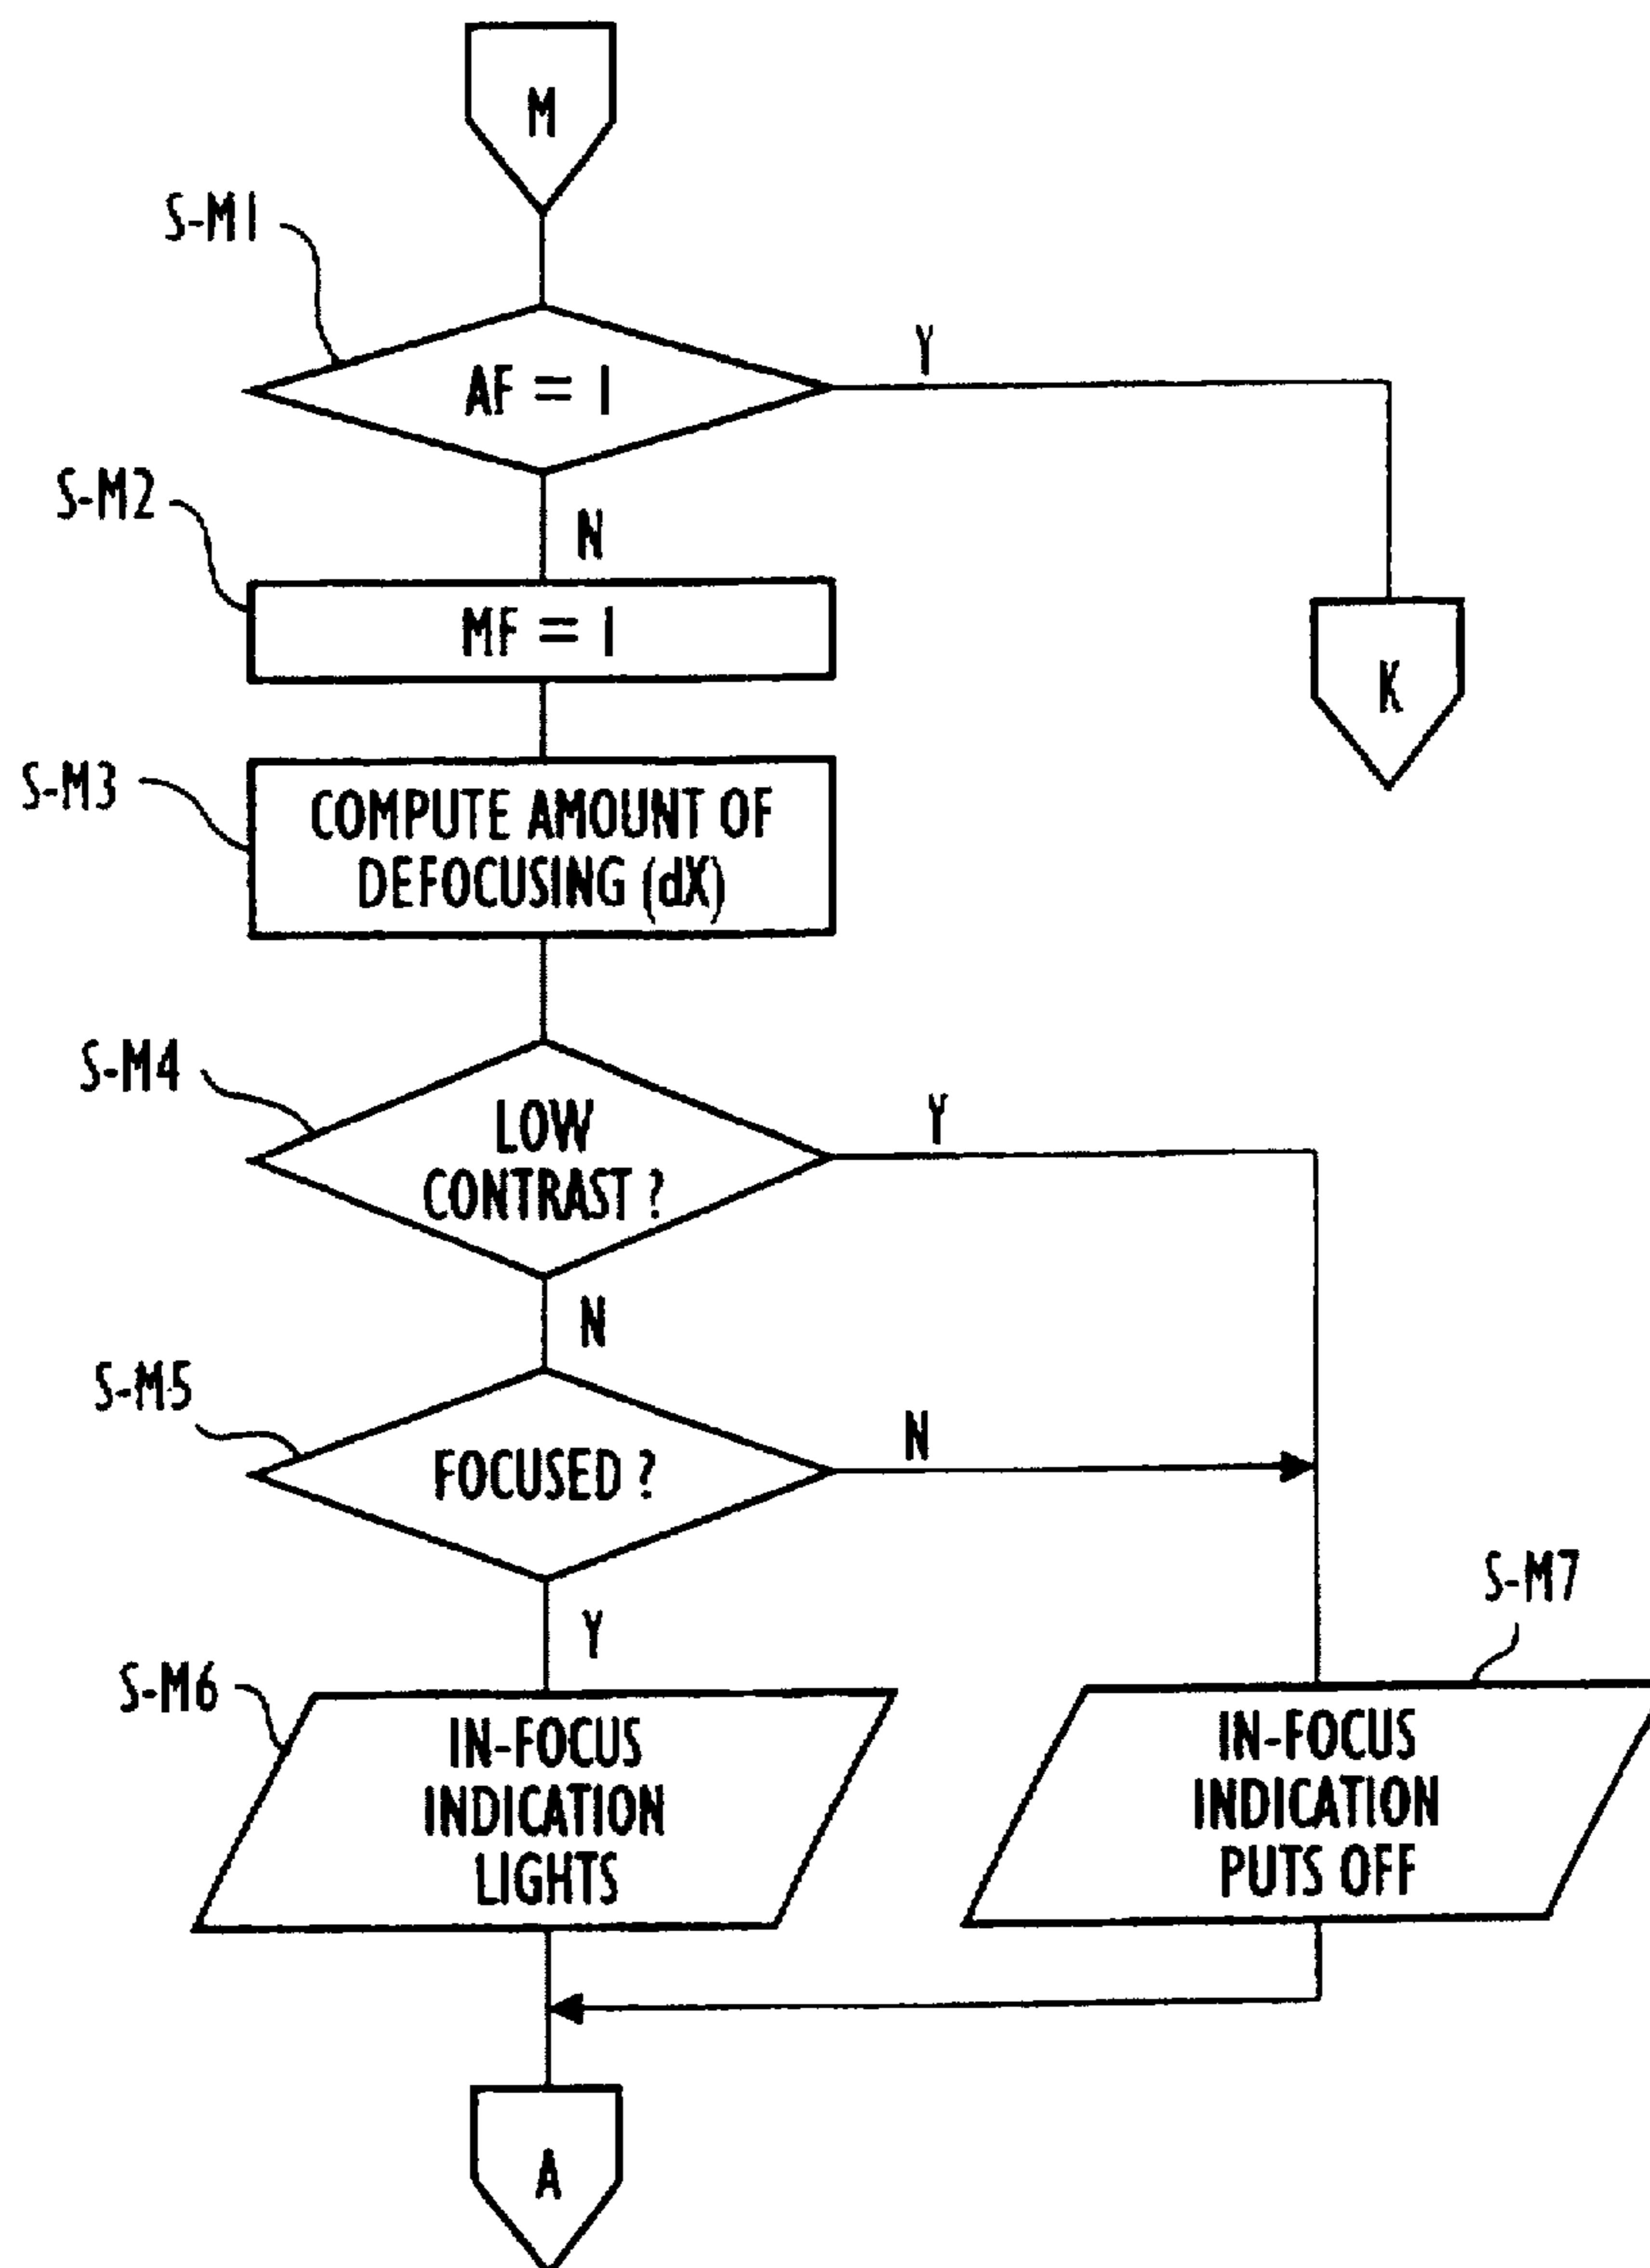 M
S-M1
AF = 1
Y
S-M2
N
MF = 1
K
S-M3
COMPUTE AMOUNT OF
DEFOCUSING (dX)
S-M4
LOW
CONTRAST ?
Y
N
S-M5
FOCUSED ?
N
Y
S-M7
S-M6
IN-FOCUS
INDICATION
LIGHTS
IN-FOCUS
INDICATION
PUTS OFF
A